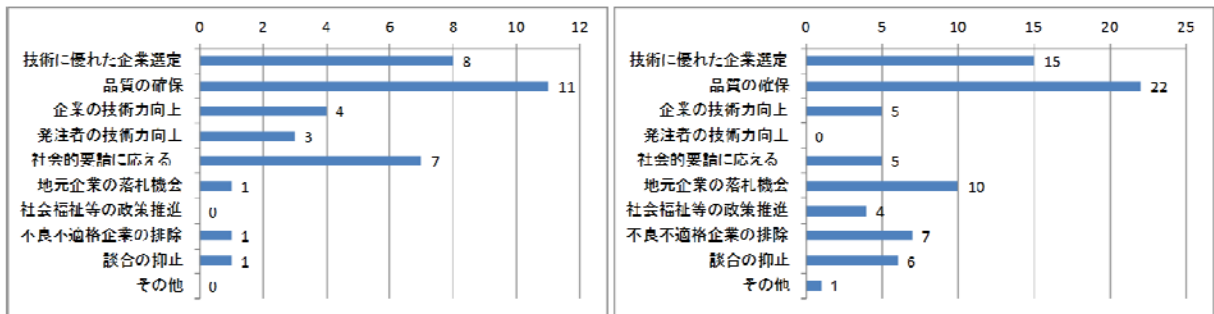 0 2 4 6 8 10 12
技術に優れた企業選定 8
品質の確保 11
企業の技術力向上 4
発注者の技術力向上 3
社会的要請に応える 7
地元企業の落札機会 1
社会福祉等の政策推進 0
不良不適格企業の排除 1
談合の抑止 1
その他 0
0 5 10 15 20 25
技術に優れた企業選定 15
品質の確保 22
企業の技術力向上 5
発注者の技術力向上 0
社会的要請に応える 5
地元企業の落札機会 10
社会福祉等の政策推進 4
不良不適格企業の排除 7
談合の抑止 6
その他 1